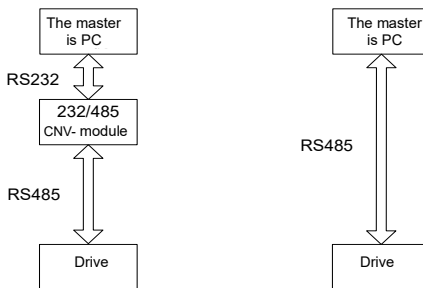 The master
is PC
RS232
232/485
CNV- module
RS485
Drive
The master
is PC
RS485
Drive